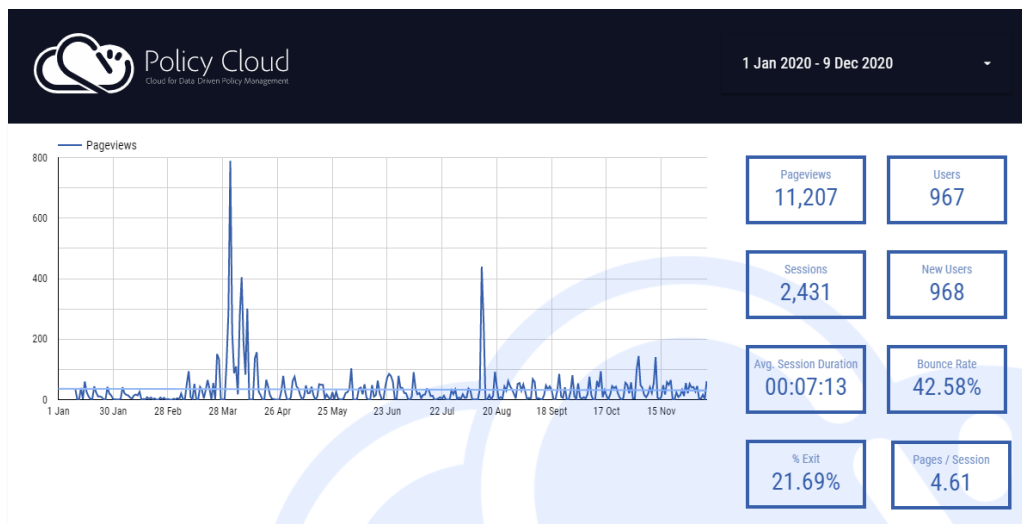 Policy Cloud
Cloud for Data Driven Policy Management
1 Jan 2020 - 9 Dec 2020
Pageviews
800
600
400
200
0
1 Jan 30 Jan 28 Feb 28 Mar 26 Apr 25 May 23 Jun 22 Jul 20 Aug 18 Sept 17 Oct 15 Nov
Pageviews
11,207
Users
967
Sessions
2,431
New Users
968
Avg. Session Duration
00:07:13
Bounce Rate
42.58%
% Exit
21.69%
Pages / Session
4.61